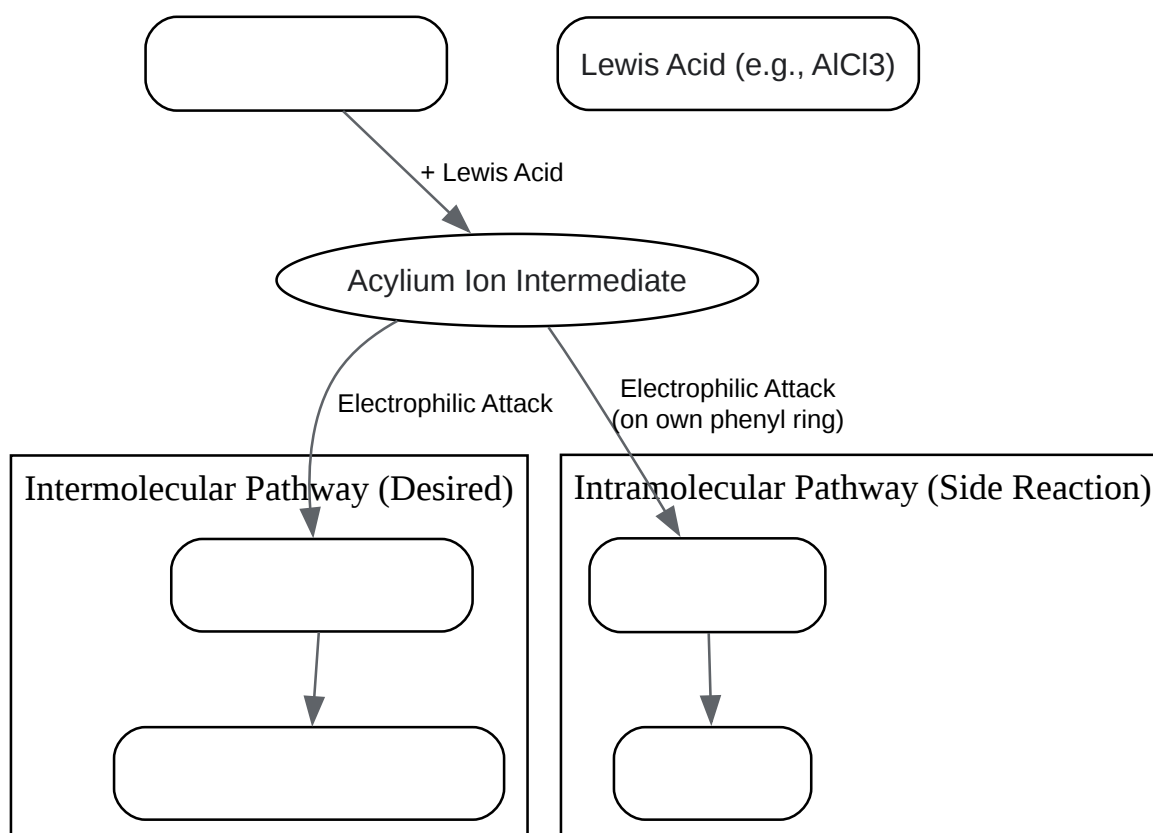 Lewis Acid (e.g., AlCl3)
+ Lewis Acid
Acylium Ion Intermediate
Electrophilic Attack
Electrophilic Attack
(on own phenyl ring)
Intermolecular Pathway (Desired)
Intramolecular Pathway (Side Reaction)